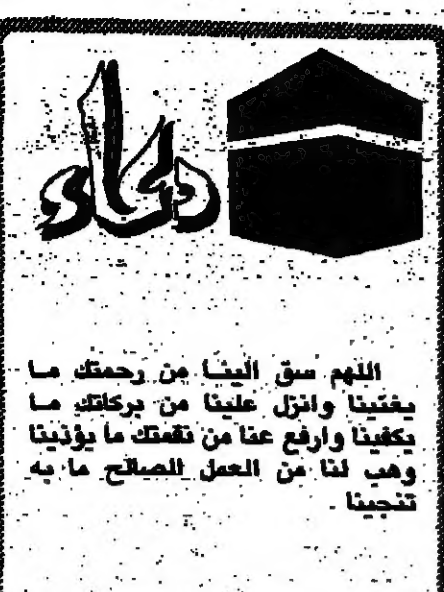 دعاء
اللهم سق الينا من رحمتك ما
يغنينا وانزل علينا من بركاتك ما
يكفينا وارفع عنا من نقمتك ما يؤذينا
وهب لنا من العمل الصالح ما به
تنجينا .